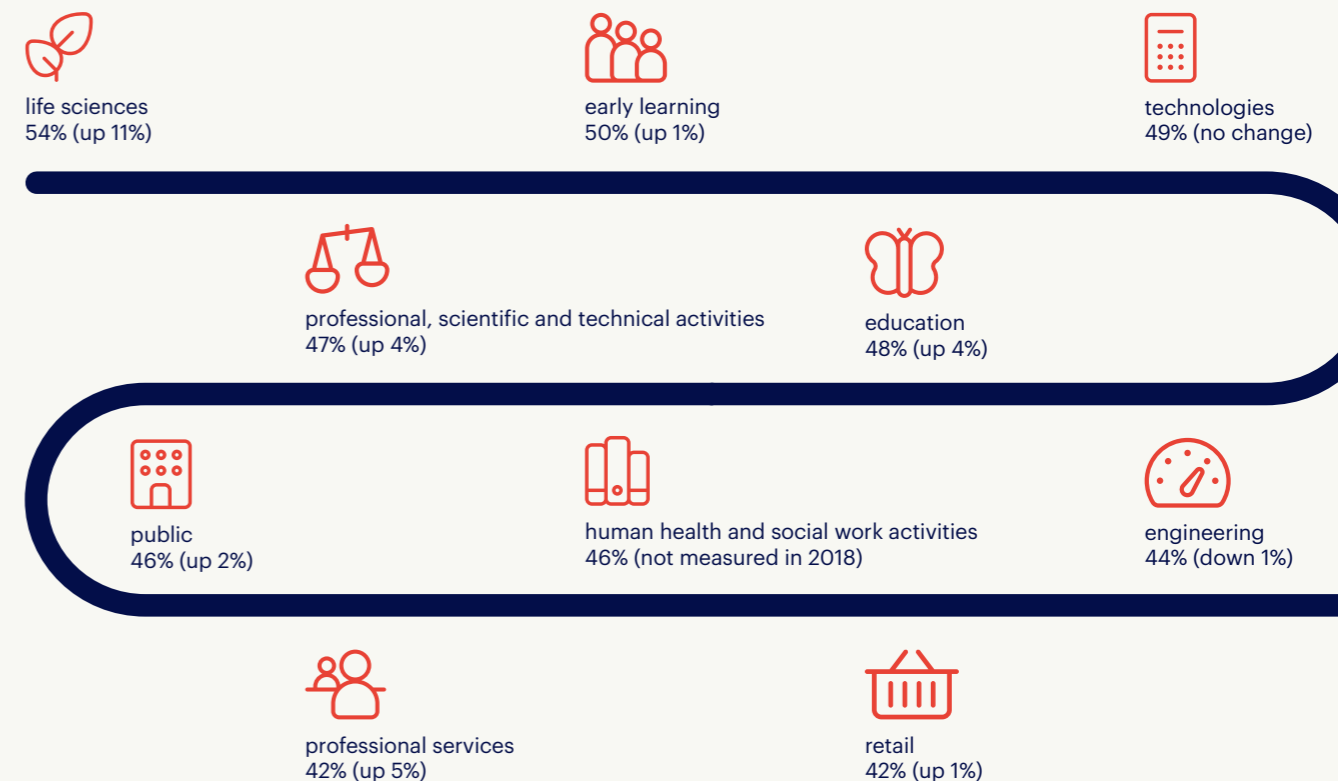 life sciences
54% (up 11%)
early learning
50% (up 1%)
technologies
49% (no change)
professional, scientific and technical activities
47% (up 4%)
education
48% (up 4%)
public
46% (up 2%)
human health and social work activities
46% (not measured in 2018)
engineering
44% (down 1%)
professional services
42% (up 5%)
retail
42% (up 1%)